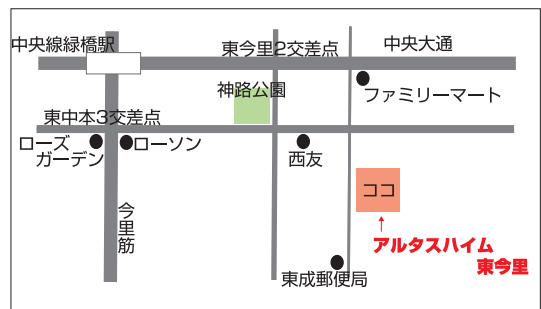 中央線緑橋駅
東今里2交差点
中央大通
神路公園
ファミリーマート
東中本3交差点
ローズ
ガーデン
ローソン
西友
ココ
今里筋
アルタスハイム
東今里
東成郵便局